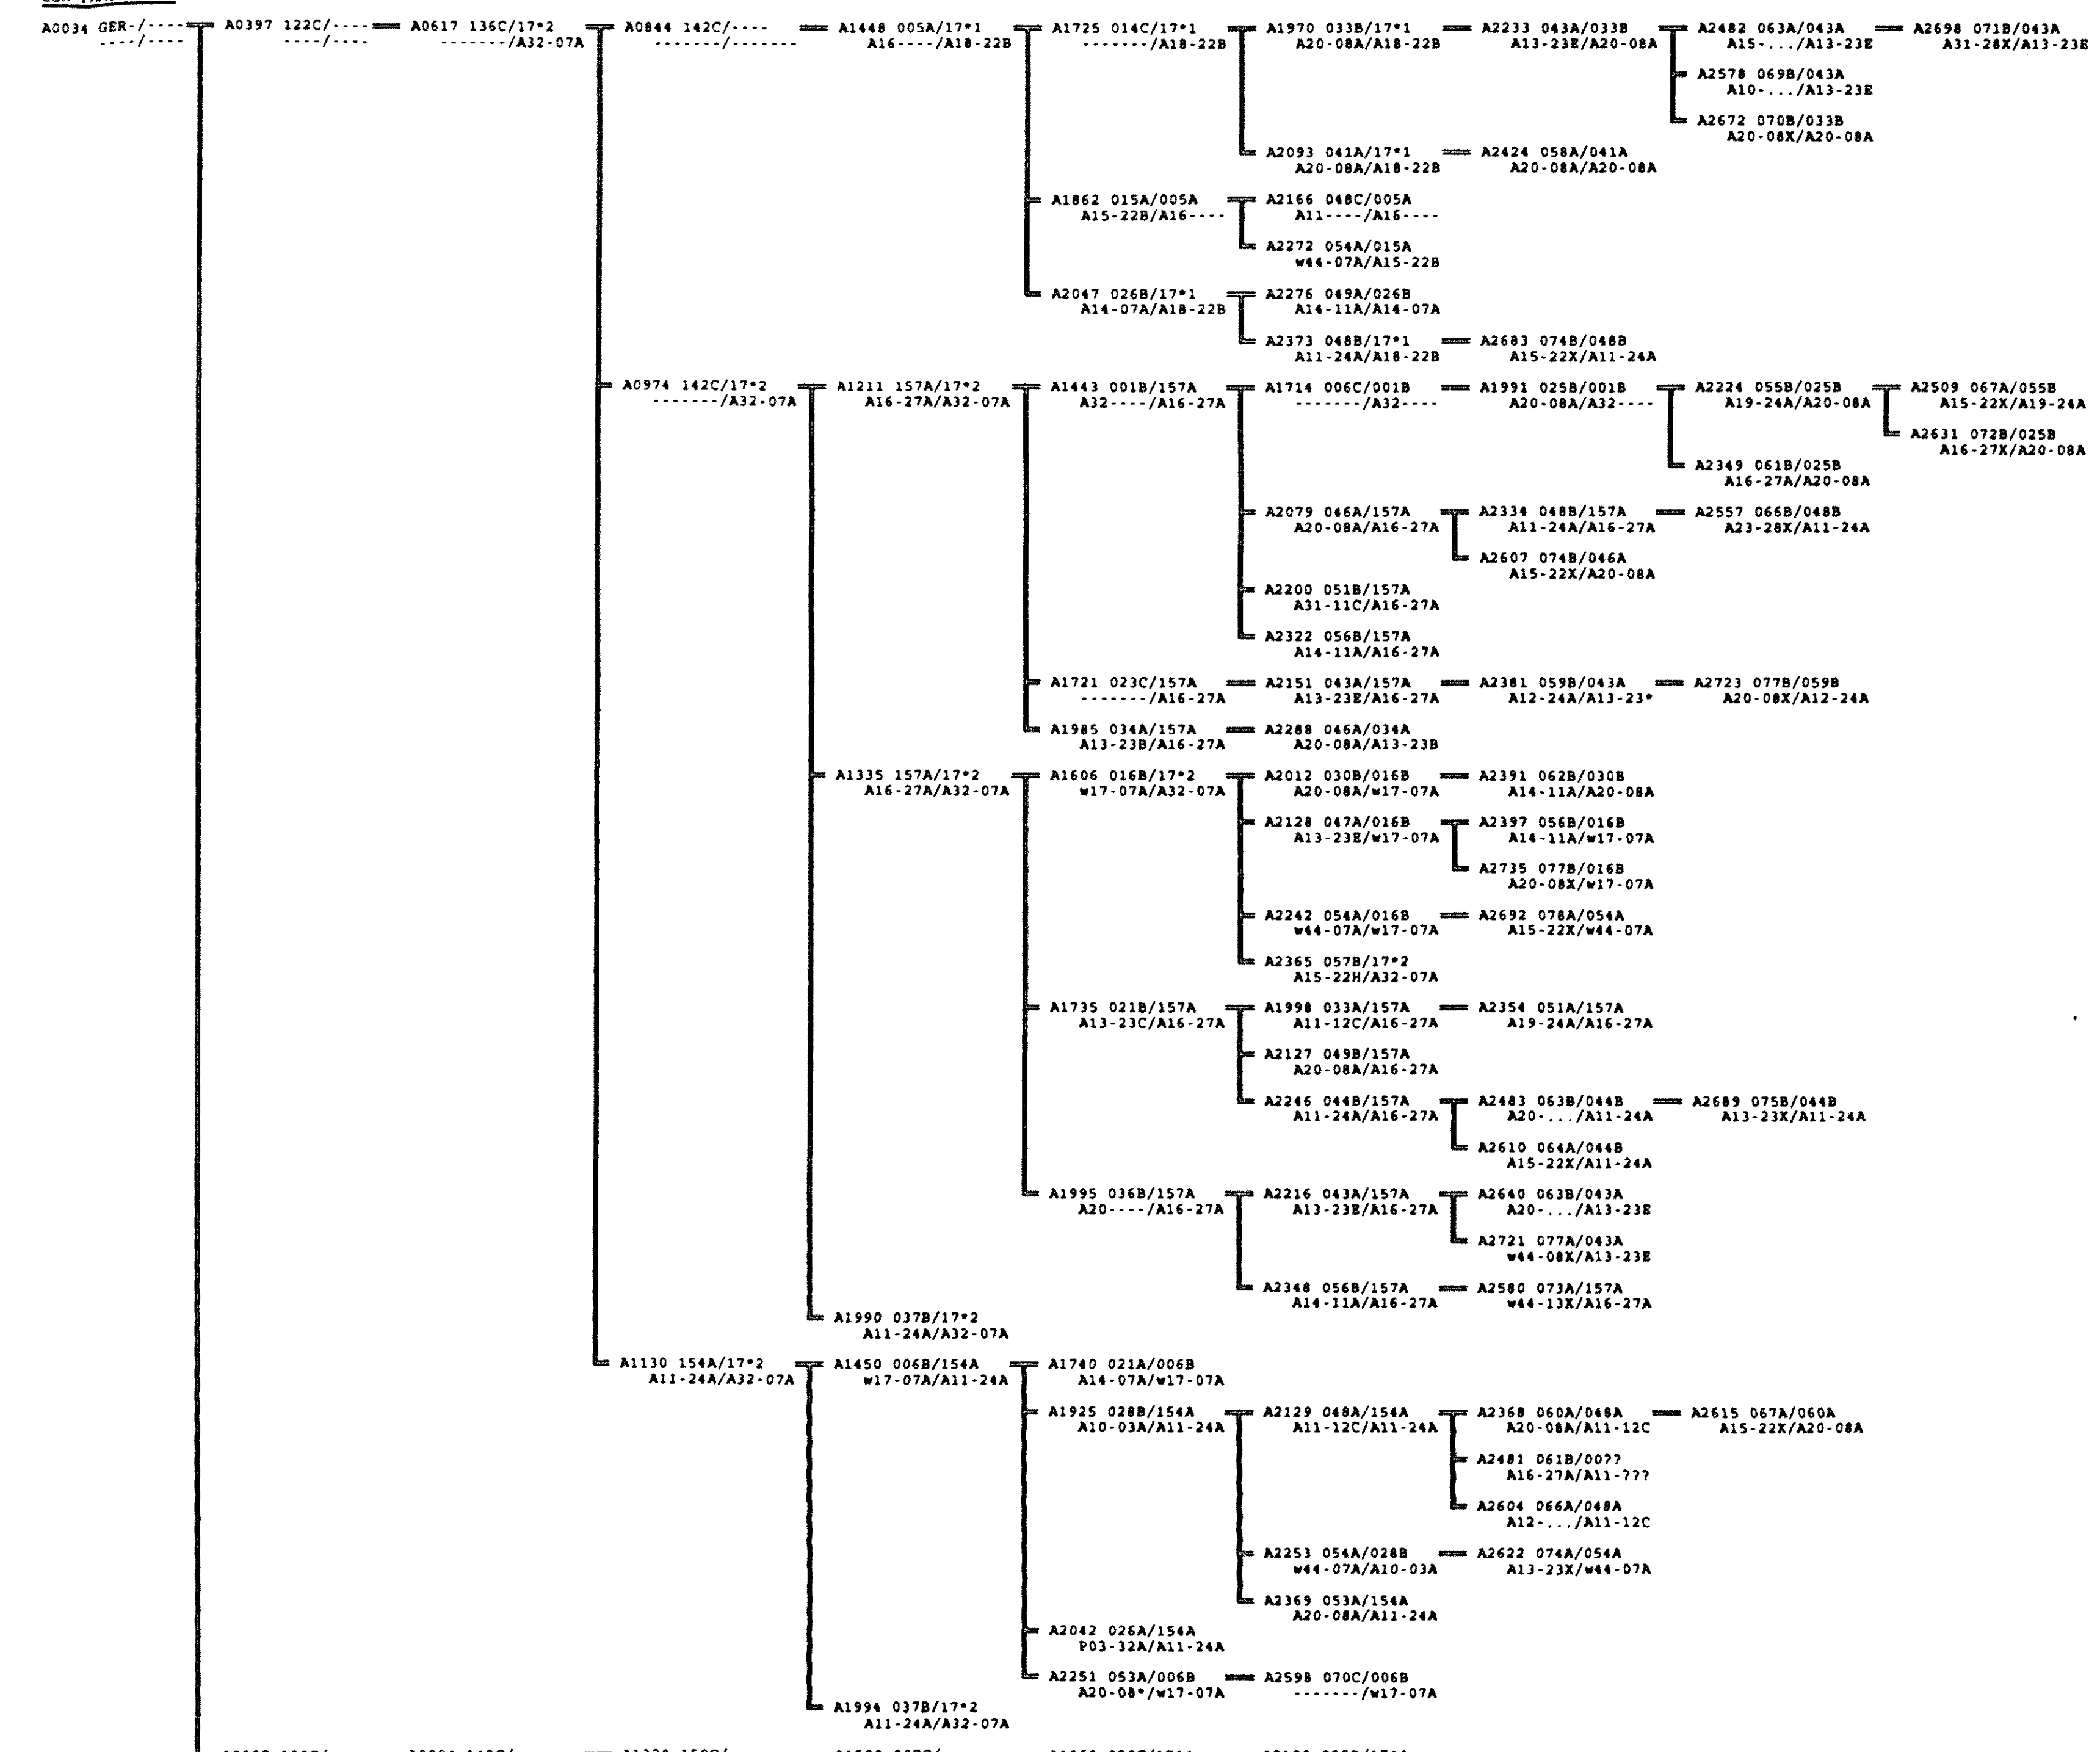 A0034 GER-/---- A0397 122C/---- A0617 136C/17*2 A0844 142C/---- A1448 005A/17*1 A1725 014C/17*1 A1970 033B/17*1 A2233 043A/033B A2482 063A/043A A2698 071B/043A
----/---- ----/---- -------/A32-07A -------/------- A16----/A18-22B -------/A18-22B A20-08A/A18-22B A13-23E/A20-08A A15-.../A13-23E A31-28X/A13-23E
A2578 069B/043A
A10-.../A13-23E
A2672 070B/033B
A20-08X/A20-08A
A2093 041A/17*1 A2424 058A/041A
A20-08A/A18-22B A20-08A/A20-08A
A1862 015A/005A A2166 048C/005A
A15-22B/A16---- A11----/A16----
A2272 054A/015A
w44-07A/A15-22B
A2047 026B/17*1 A2276 049A/026B
A14-07A/A18-22B A14-11A/A14-07A
A2373 048B/17*1 A2683 074B/048B
A11-24A/A18-22B A15-22X/A11-24A
A0974 142C/17*2 A1211 157A/17*2 A1443 001B/157A A1714 006C/001B A1991 025B/001B A2224 055B/025B A2509 067A/055B
-------/A32-07A A16-27A/A32-07A A32----/A16-27A -------/A32---- A20-08A/A32---- A19-24A/A20-08A A15-22X/A19-24A
A2631 072B/025B
A16-27X/A20-08A
A2349 061B/025B
A16-27A/A20-08A
A2079 046A/157A A2334 048B/157A A2557 066B/048B
A20-08A/A16-27A A11-24A/A16-27A A23-28X/A11-24A
A2607 074B/046A
A15-22X/A20-08A
A2200 051B/157A
A31-11C/A16-27A
A2322 056B/157A
A14-11A/A16-27A
A1721 023C/157A A2151 043A/157A A2381 059B/043A A2723 077B/059B
-------/A16-27A A13-23E/A16-27A A12-24A/A13-23* A20-08X/A12-24A
A1985 034A/157A A2288 046A/034A
A13-23B/A16-27A A20-08A/A13-23B
A1335 157A/17*2 A1606 016B/17*2 A2012 030B/016B A2391 062B/030B
A16-27A/A32-07A w17-07A/A32-07A A20-08A/w17-07A A14-11A/A20-08A
A2128 047A/016B A2397 056B/016B
A13-23E/w17-07A A14-11A/w17-07A
A2735 077B/016B
A20-08X/w17-07A
A2242 054A/016B A2692 078A/054A
w44-07A/w17-07A A15-22X/w44-07A
A2365 057B/17*2
A15-22H/A32-07A
A1735 021B/157A A1998 033A/157A A2354 051A/157A
A13-23C/A16-27A A11-12C/A16-27A A19-24A/A16-27A
A2127 049B/157A
A20-08A/A16-27A
A2246 044B/157A A2483 063B/044B A2689 075B/044B
A11-24A/A16-27A A20-.../A11-24A A13-23X/A11-24A
A2610 064A/044B
A15-22X/A11-24A
A1995 036B/157A A2216 043A/157A A2640 063B/043A
A20----/A16-27A A13-23E/A16-27A A20-.../A13-23E
A2721 077A/043A
w44-08X/A13-23E
A2348 056B/157A A2580 073A/157A
A14-11A/A16-27A w44-13X/A16-27A
A1990 037B/17*2
A11-24A/A32-07A
A1130 154A/17*2 A1450 006B/154A A1740 021A/006B
A11-24A/A32-07A w17-07A/A11-24A A14-07A/w17-07A
A1925 028B/154A A2129 048A/154A A2368 060A/048A A2615 067A/060A
A10-03A/A11-24A A11-12C/A11-24A A20-08A/A11-12C A15-22X/A20-08A
A2481 061B/00??
A16-27A/A11-???
A2604 066A/048A
A12-.../A11-12C
A2253 054A/028B A2622 074A/054A
w44-07A/A10-03A A13-23X/w44-07A
A2369 053A/154A
A20-08A/A11-24A
A2042 026A/154A
P03-32A/A11-24A
A2251 053A/006B A2598 070C/006B
A20-08*/w17-07A -------/w17-07A
A1994 037B/17*2
A11-24A/A32-07A